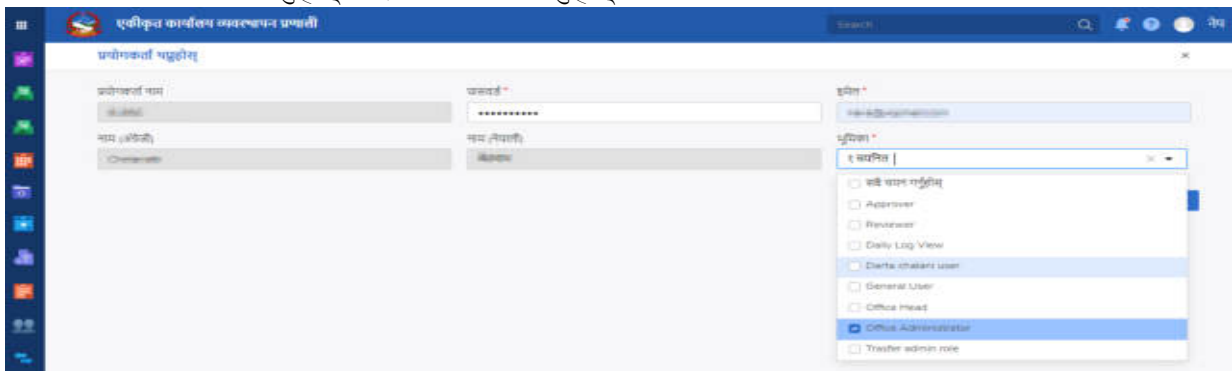 एकीकृत कार्यालय व्यवस्थापन प्रणाली
Search
नेप
प्रयोगकर्ता थप्नुहोस्
प्रयोगकर्ता नाम
पासवर्ड *
इमेल *
नाम (अंग्रेजी)
नाम (नेपाली)
भूमिका *
१ चयनित
सबै चयन गर्नुहोस्
Approver
Reviewer
Daily Log View
Darta chalani user
General User
Office Head
Office Administrator
Trasfer admin role